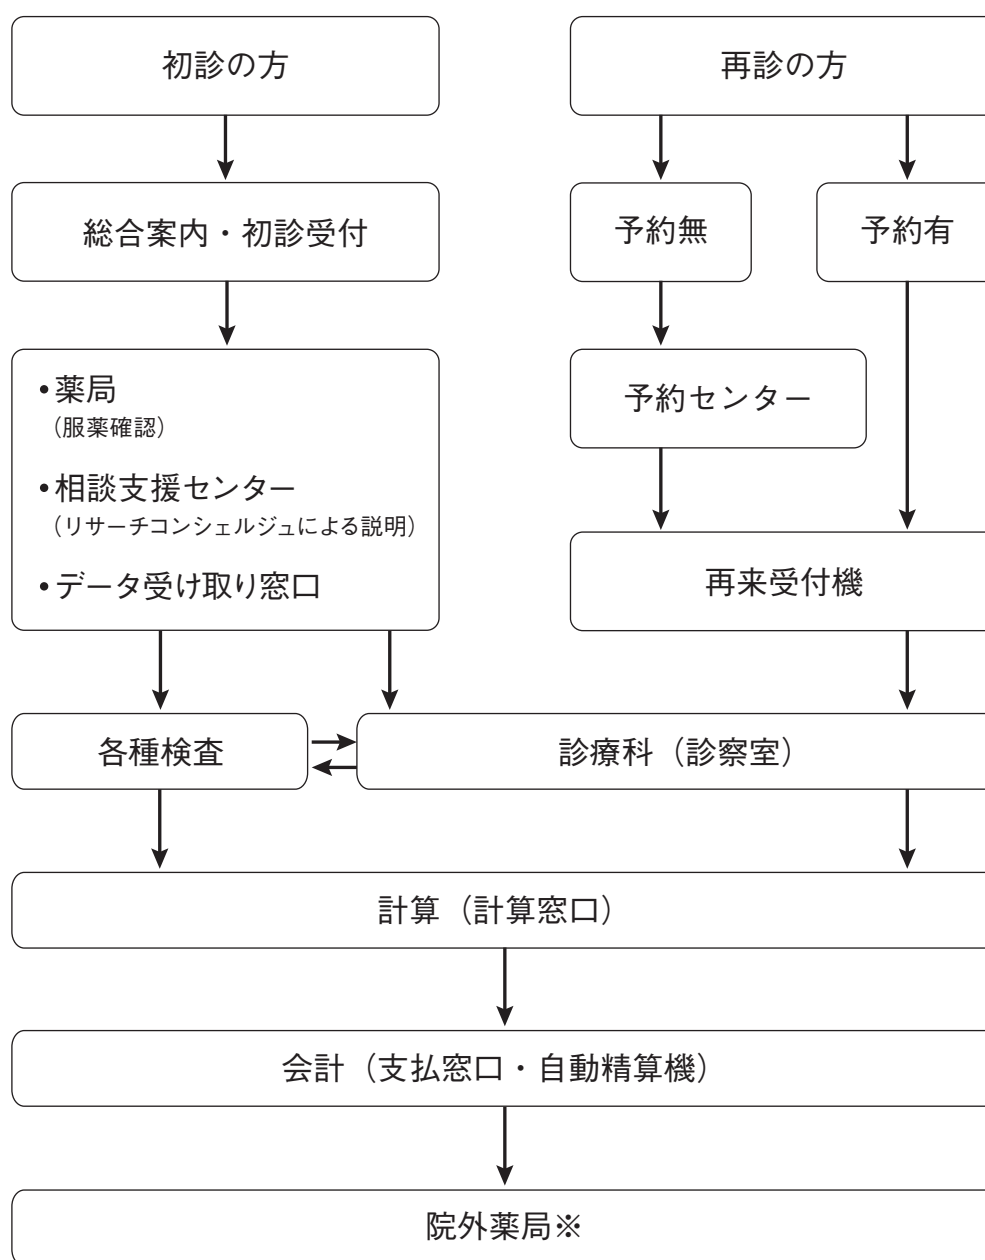 初診の方
再診の方
総合案内・初診受付
予約無
予約有
・薬局
(服薬確認)
予約センター
・相談支援センター
(リサーチコンシェルジュによる説明)
・データ受け取り窓口
再来受付機
各種検査
診療科(診察室)
計算(計算窓口)
会計(支払窓口・自動精算機)
院外薬局※